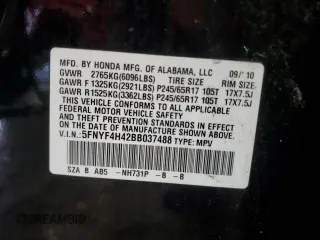 MFD. BY HONDA MFG. OF ALABAMA, LLC 09/10
GVWR 2765KG(6096LBS) TIRE SIZE RIM SIZE
GAWR F 1325KG(2921LBS) P245/65R17 105T 17X7.5J
GAWR R1525KG(3362LBS) P245/65R17 105T 17X7.5J
THIS VEHICLE CONFORMS TO ALL APPLICABLE
FEDERAL MOTOR VEHICLE SAFETY AND
THEFT PREVENTION STANDARDS IN EFFECT ON THE
DATE OF MANUFACTURE SHOWN ABOVE.
V.I.N.:5FNYF4H42BB037488 TYPE: MPV
SZA B AB5 -NH731P -B -B
DREAMBID